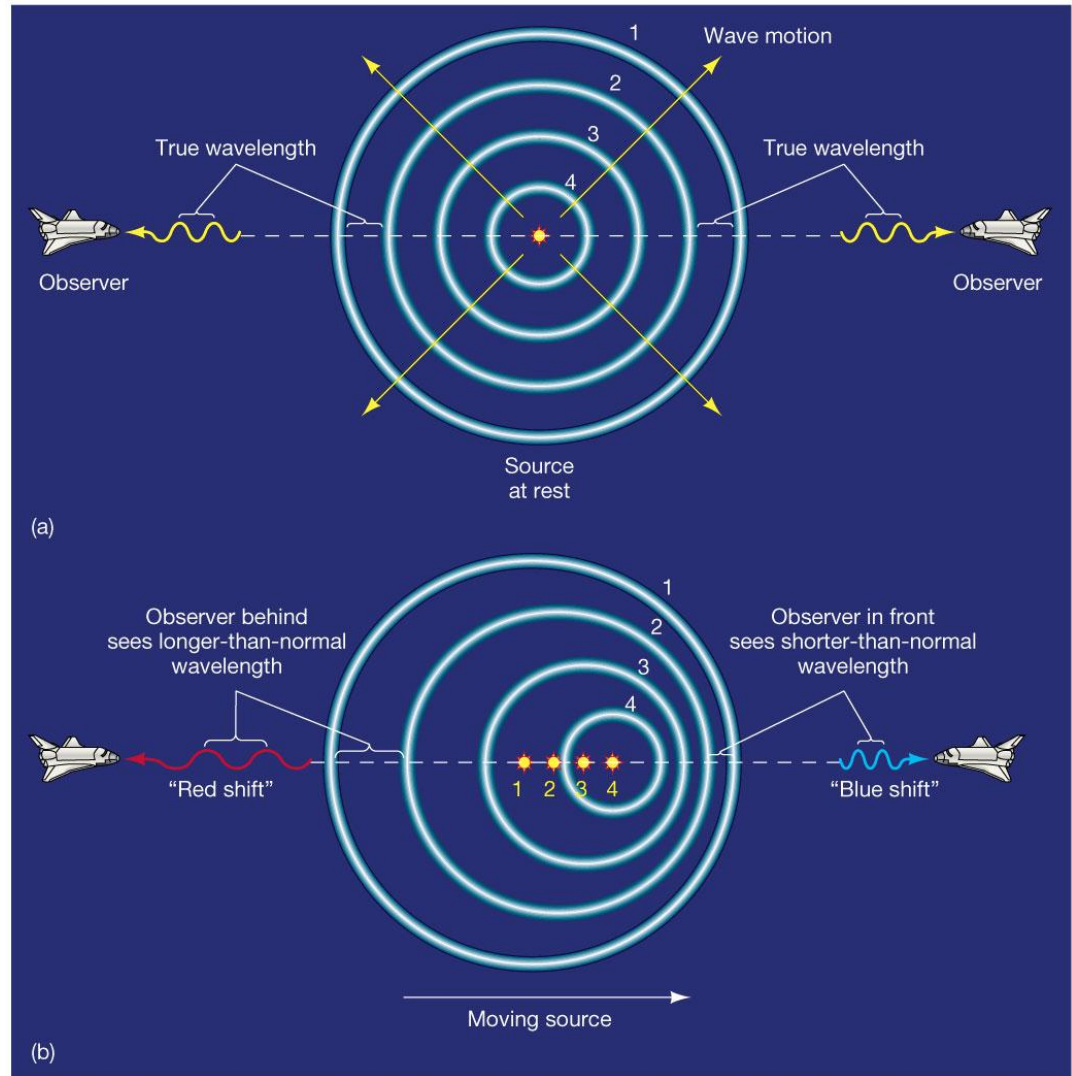 1
Wave motion
2
3
4
True wavelength
True wavelength
Observer
Observer
Source
at rest
(a)
1
2
3
4
Observer behind
sees longer-than-normal
wavelength
Observer in front
sees shorter-than-normal
wavelength
“Red shift”
1 2 3 4
“Blue shift”
Moving source
(b)